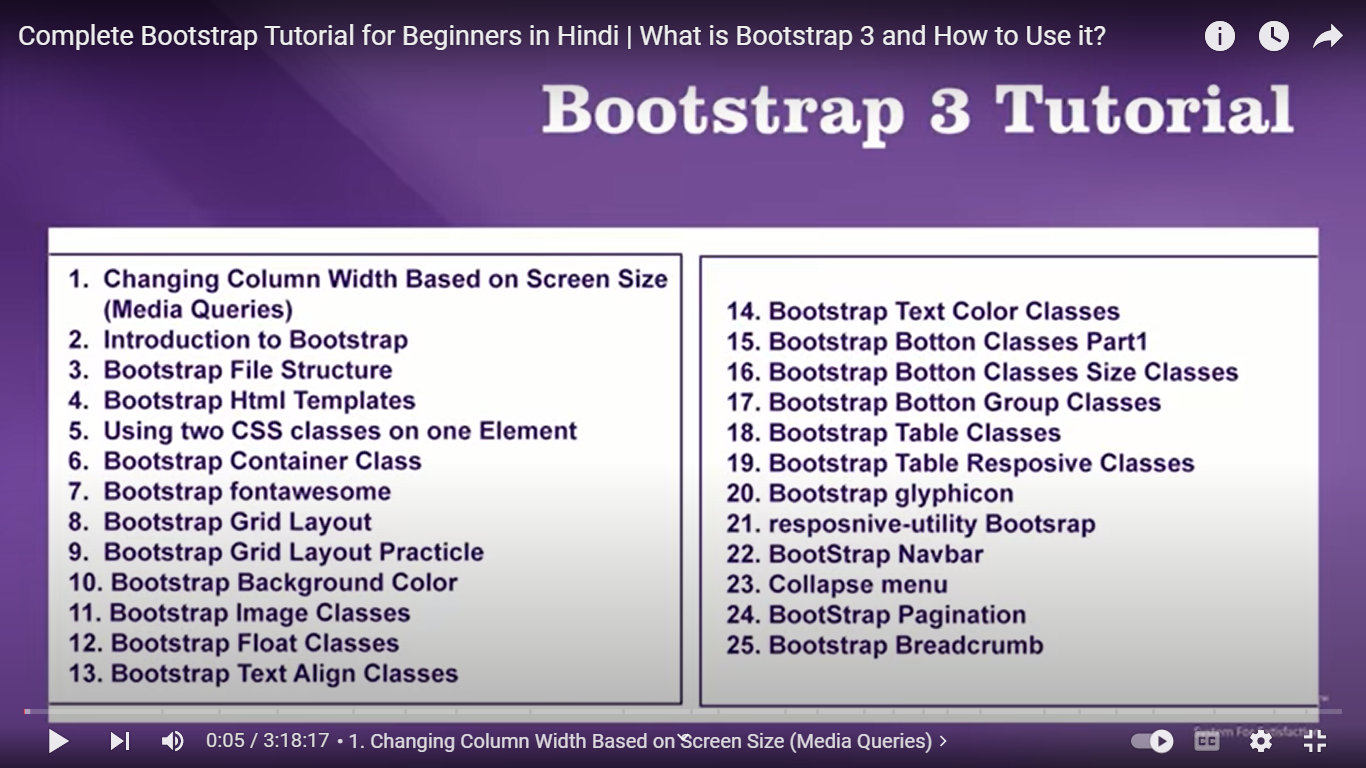 Complete Bootstrap Tutorial for Beginners in Hindi | What is Bootstrap 3 and How to Use it?
Bootstrap 3 Tutorial
1. Changing Column Width Based on Screen Size
(Media Queries)
2. Introduction to Bootstrap
3. Bootstrap File Structure
4. Bootstrap Html Templates
5. Using two CSS classes on one Element
6. Bootstrap Container Class
7. Bootstrap fontawesome
8. Bootstrap Grid Layout
9. Bootstrap Grid Layout Practicle
10. Bootstrap Background Color
11. Bootstrap Image Classes
12. Bootstrap Float Classes
13. Bootstrap Text Align Classes
14. Bootstrap Text Color Classes
15. Bootstrap Botton Classes Part1
16. Bootstrap Botton Classes Size Classes
17. Bootstrap Botton Group Classes
18. Bootstrap Table Classes
19. Bootstrap Table Resposive Classes
20. Bootstrap glyphicon
21. resposnive-utility Bootsrap
22. BootStrap Navbar
23. Collapse menu
24. BootStrap Pagination
25. Bootstrap Breadcrumb
System For
0:05 / 3:18:17 • 1. Changing Column Width Based on Screen Size (Media Queries) >
CC